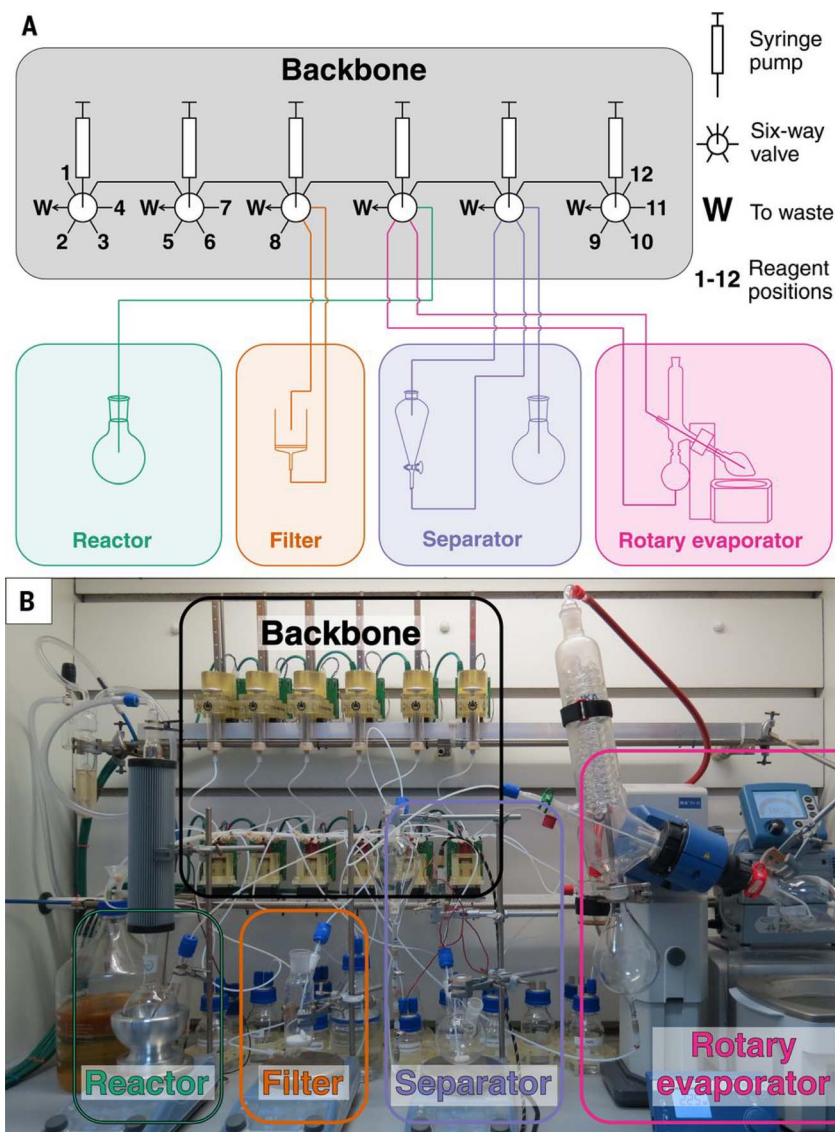 A
Backbone
Syringe
pump
Six-way
valve
W
To waste
1-12
Reagent
positions
1
12
W
4
W
7
W
W
W
W
11
2
3
5
6
8
9
10
Reactor
Filter
Separator
Rotary evaporator
B
Backbone
IKA
Reactor
Filter
Separator
Rotary
evaporator